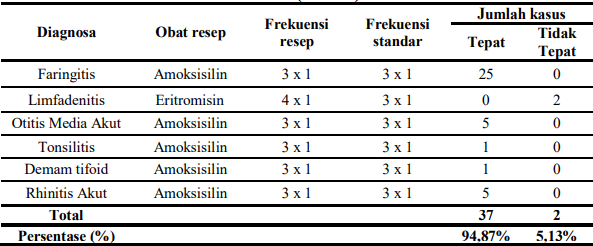 Diagnosa Obat resep Frekuensi resep Frekuensi standar Jumlah kasus
Tepat Tidak Tepat
Faringitis Amoksisilin 3 x 1 3 x 1 25 0
Limfadenitis Eritromisin 4 x 1 3 x 1 0 2
Otitis Media Akut Amoksisilin 3 x 1 3 x 1 5 0
Tonsilitis Amoksisilin 3 x 1 3 x 1 1 0
Demam tifoid Amoksisilin 3 x 1 3 x 1 1 0
Rhinitis Akut Amoksisilin 3 x 1 3 x 1 5 0
Total 37 2
Persentase (%) 94,87% 5,13%